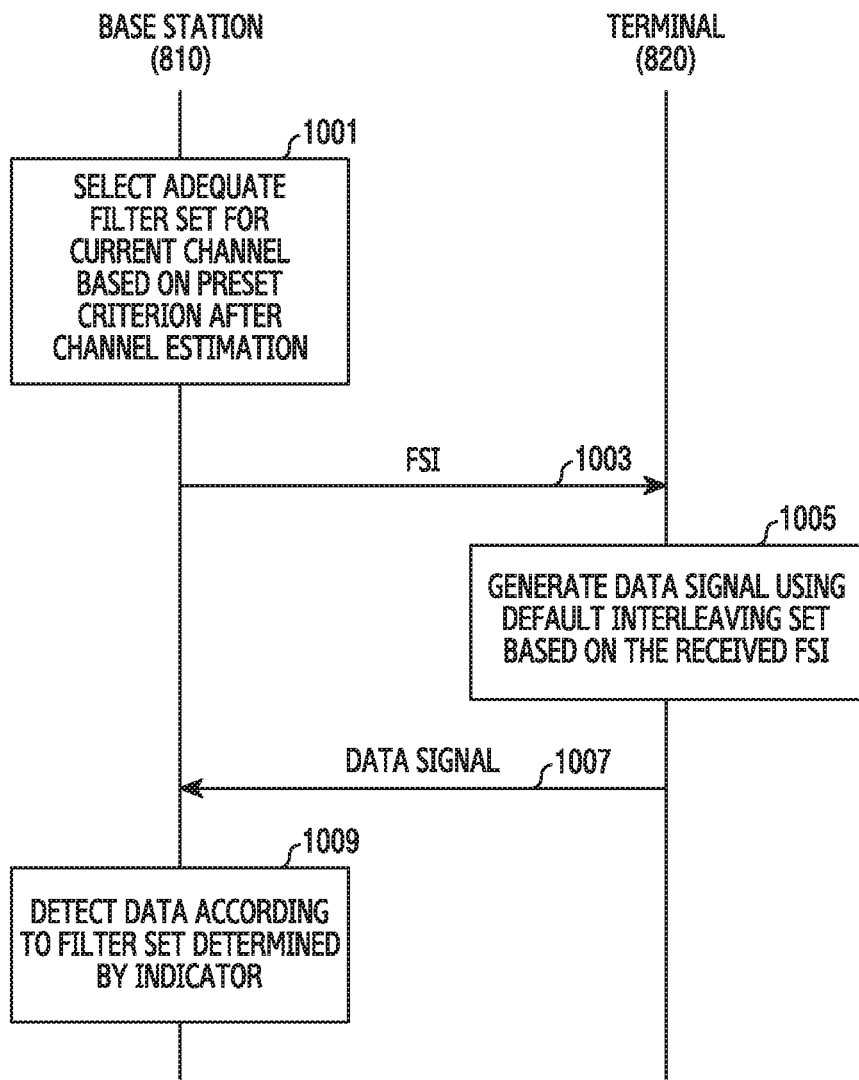 BASE STATION
(810)
TERMINAL
(820)
1001
SELECT ADEQUATE
FILTER SET FOR
CURRENT CHANNEL
BASED ON PRESET
CRITERION AFTER
CHANNEL ESTIMATION
FSI
1003
1005
GENERATE DATA SIGNAL USING
DEFAULT INTERLEAVING SET
BASED ON THE RECEIVED FSI
DATA SIGNAL
1007
1009
DETECT DATA ACCORDING
TO FILTER SET DETERMINED
BY INDICATOR